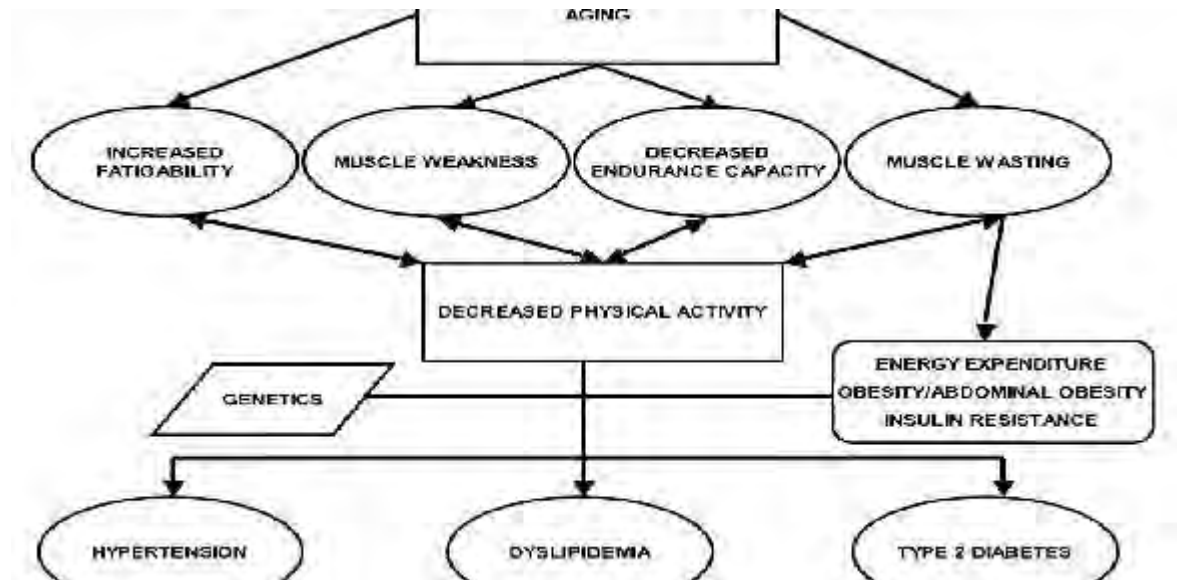 AGING
INCREASED
FATIGABILITY
MUSCLE WEAKNESS
DECREASED
ENDURANCE CAPACITY
MUSCLE WASTING
DECREASED PHYSICAL ACTIVITY
GENETICS
ENERGY EXPENDITURE
OBESITY/ABDOMINAL OBESITY
INSULIN RESISTANCE
HYPERTENSION
DYSLIPIDEMIA
TYPE 2 DIABETES